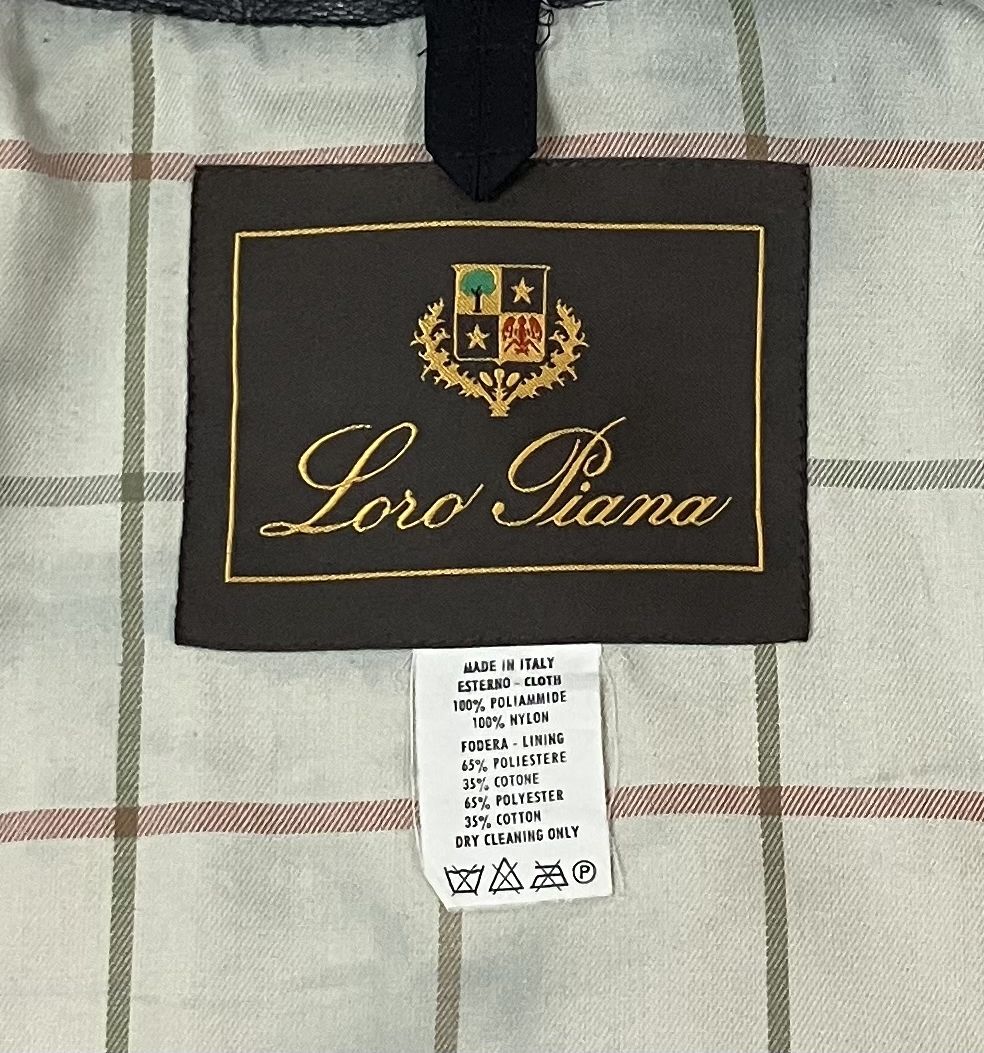 Loro Piana
MADE IN ITALY
ESTERNO - CLOTH
100% POLIAMMIDE
100% NYLON
FODERA - LINING
65% POLIESTERE
35% COTONE
65% POLYESTER
35% COTTON
DRY CLEANING ONLY
P